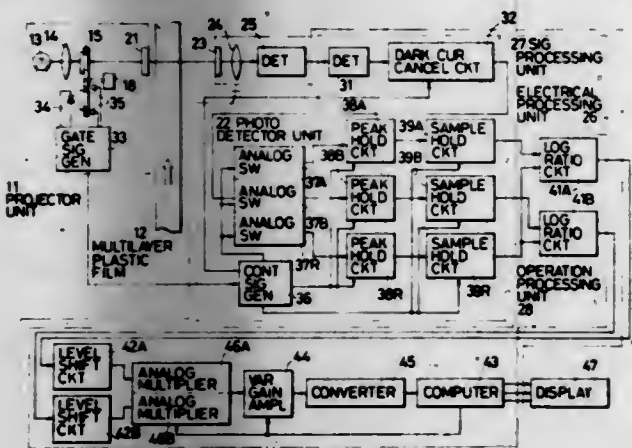 13 14 15 21 23 24 25 32
DET
DET
31
DARK CUR
CANCEL CKT
27 SIG
PROCESSING
UNIT
ELECTRICAL
PROCESSING
UNIT 26
34 35 18
GATE
SIG
GEN
33
11
PROJECTOR
UNIT
12
MULTILAYER
PLASTIC
FILM
22 PHOTO
DETECTOR UNIT
ANALOG
SW
ANALOG
SW
ANALOG
SW
37A
37B
37R
CONT
SIG
GEN
36
38A
38B
PEAK
HOLD
CKT
PEAK
HOLD
CKT
PEAK
HOLD
CKT
38R
39A
39B
SAMPLE
HOLD
CKT
SAMPLE
HOLD
CKT
SAMPLE
HOLD
CKT
39R
LOG
RATIO
CKT
41A
41B
LOG
RATIO
CKT
OPERATION
PROCESSING
UNIT
28
LEVEL
SHIFT
CKT
42A
LEVEL
SHIFT
CKT
42B
46A
ANALOG
MULTIPLIER
ANALOG
MULTIPLIER
46B
44
VAR
GAIN
AMPL
45
CONVERTER
43
COMPUTER
47
DISPLAY